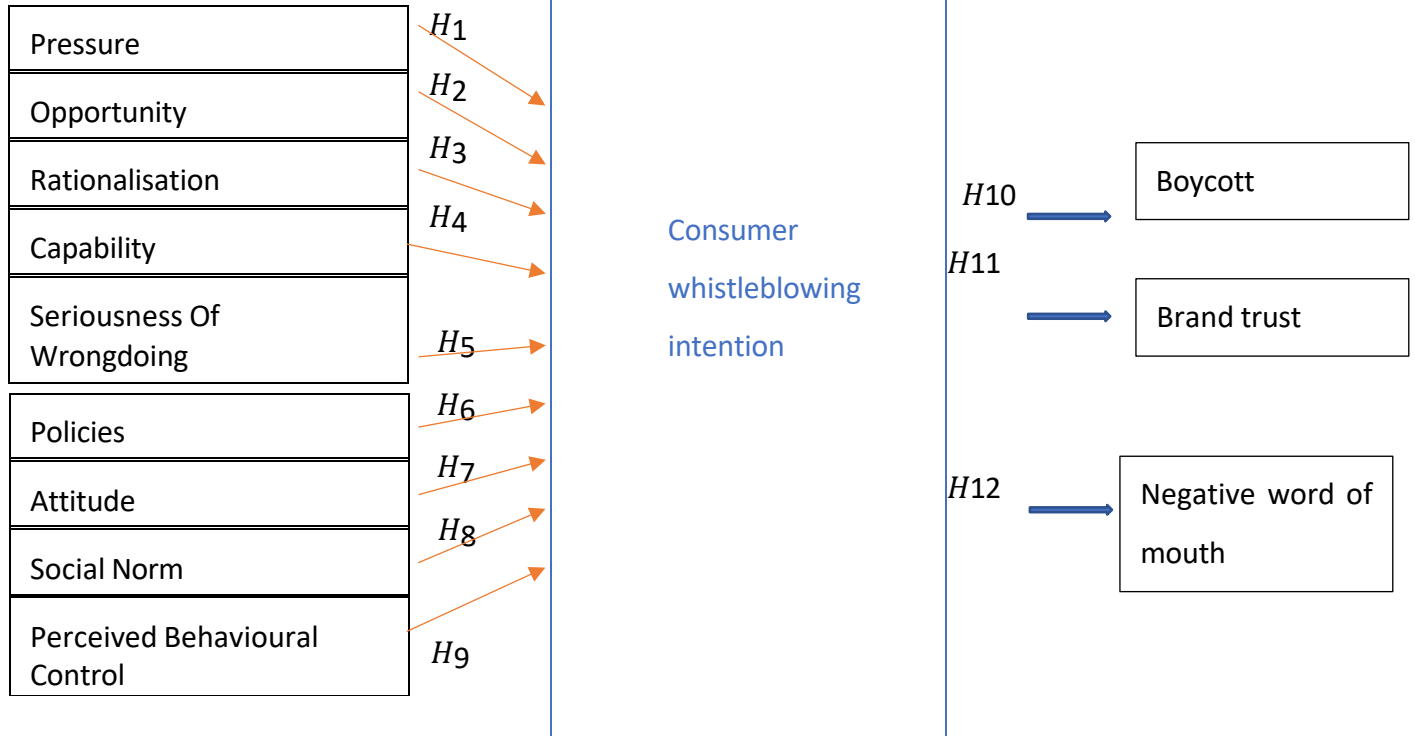 Pressure
Opportunity
Rationalisation
Capability
Seriousness Of
Wrongdoing
Policies
Attitude
Social Norm
Perceived Behavioural
Control
H1
H2
H3
H4
H5
H6
H7
H8
H9
Consumer
whistleblowing
intention
H10
H11
H12
Boycott
Brand trust
Negative word of
mouth